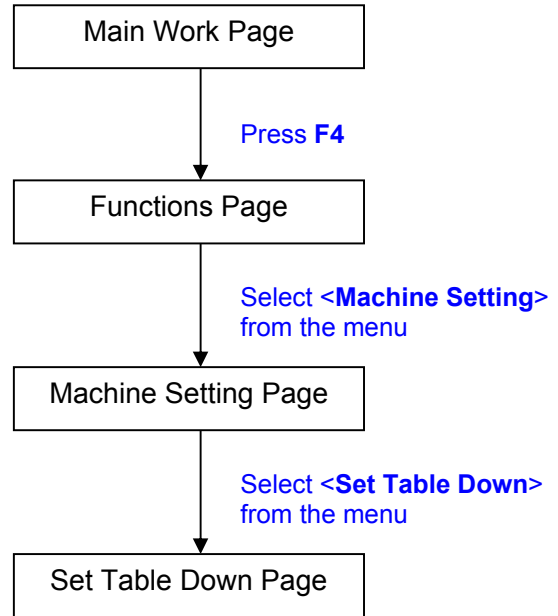 Main Work Page
Press F4
Functions Page
Select <Machine Setting>
from the menu
Machine Setting Page
Select <Set Table Down>
from the menu
Set Table Down Page